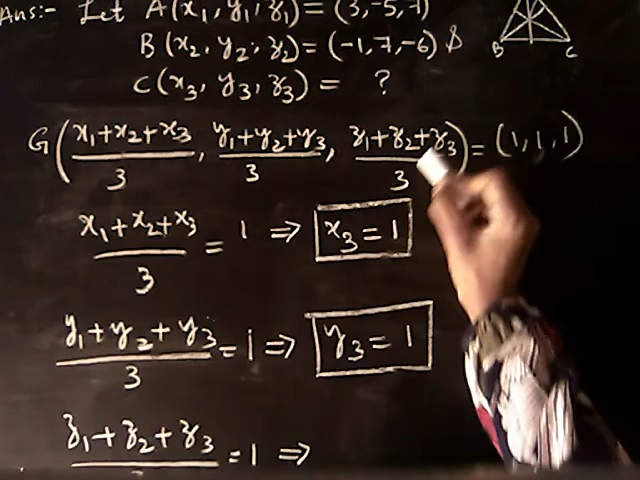 Ans:- Let A(x₁, y₁, z₁) = (3, -5, 7)
B(x₂, y₂, z₂) = (-1, 7, -6) &
C(x₃, y₃, z₃) = ?
B C
G((x₁+x₂+x₃)/3, (y₁+y₂+y₃)/3, (z₁+z₂+z₃)/3) = (1, 1, 1)
(x₁+x₂+x₃)/3 = 1 ⇒ x₃ = 1
(y₁+y₂+y₃)/3 = 1 ⇒ y₃ = 1
(z₁+z₂+z₃)/3 = 1 ⇒